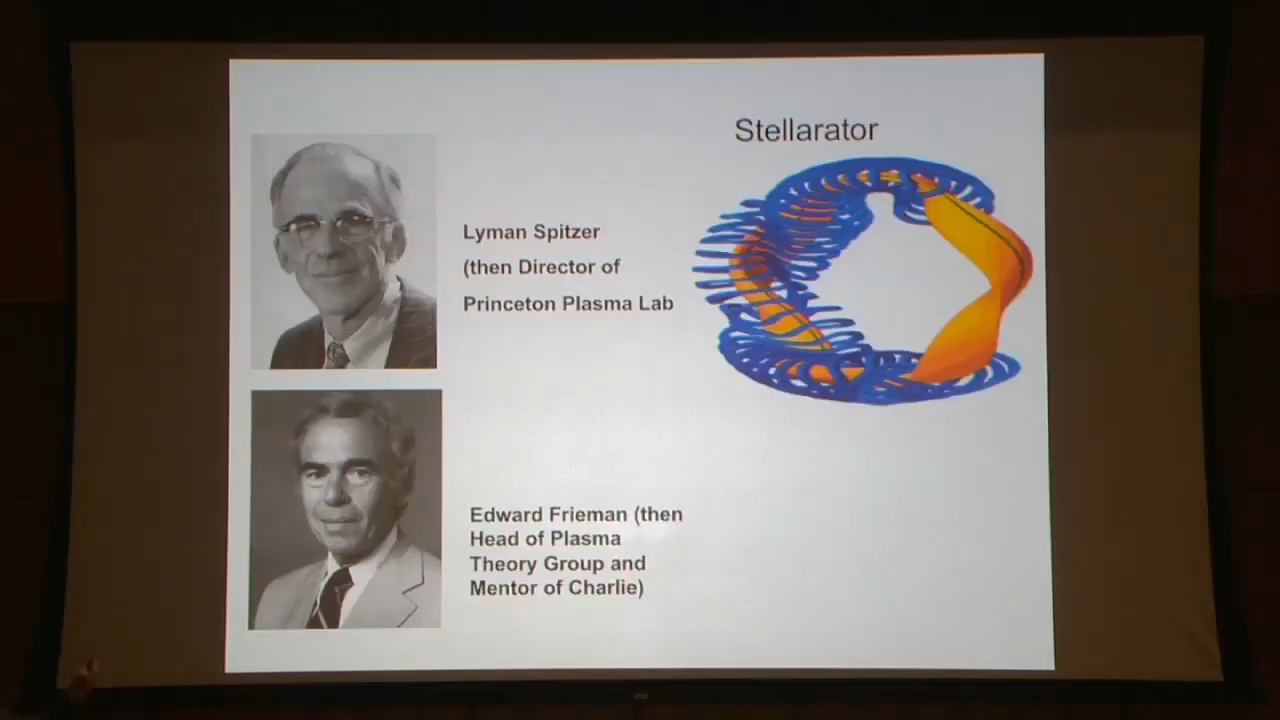 Stellarator
Lyman Spitzer
(then Director of
Princeton Plasma Lab
Edward Frieman (then
Head of Plasma
Theory Group and
Mentor of Charlie)